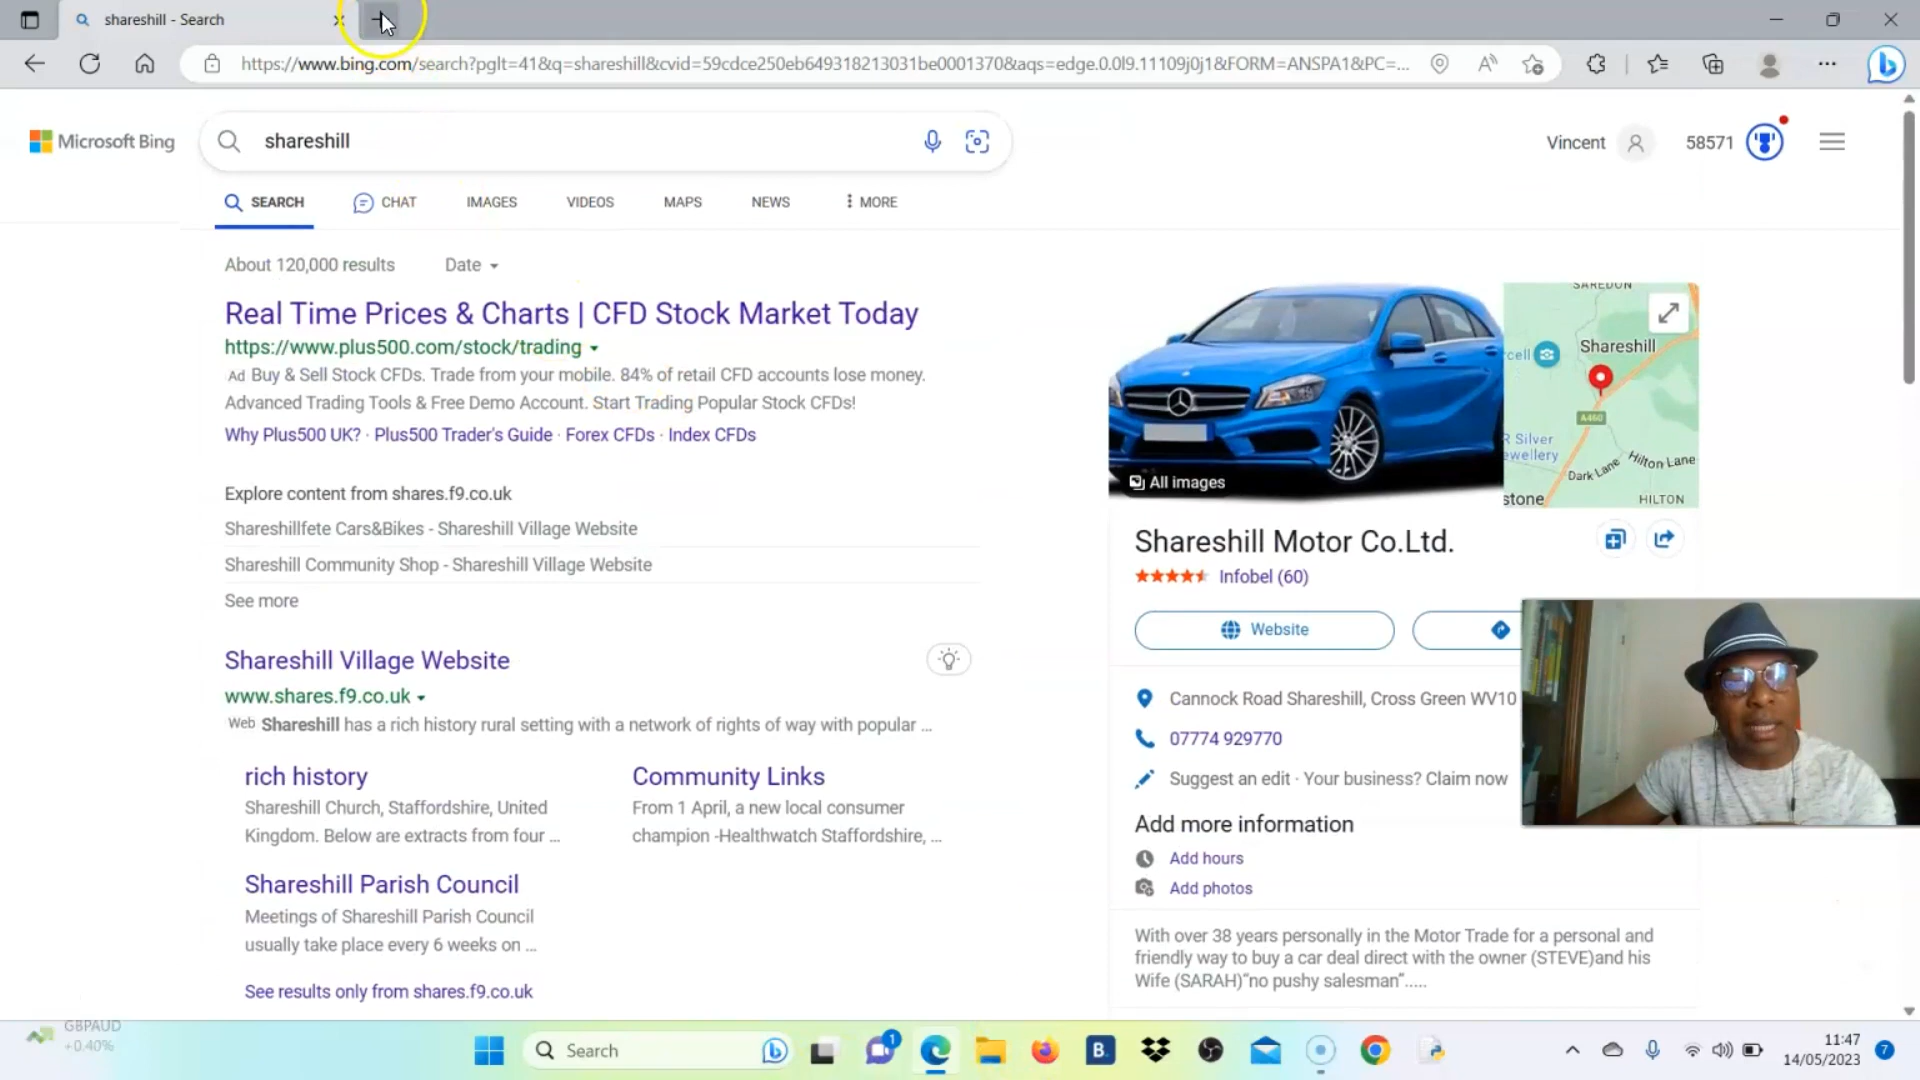 shareshill - Search
https://www.bing.com/search?pglt=41&q=shareshill&cvid=59cdce250eb649318213031be0001370&aqs=edge.0.0l9.11109j0j1&FORM=ANSPA1&PC=...
Microsoft Bing
shareshill
Vincent
58571
SEARCH
CHAT
IMAGES
VIDEOS
MAPS
NEWS
MORE
About 120,000 results
Date
Real Time Prices & Charts | CFD Stock Market Today
https://www.plus500.com/stock/trading
Ad Buy & Sell Stock CFDs. Trade from your mobile. 84% of retail CFD accounts lose money.
Advanced Trading Tools & Free Demo Account. Start Trading Popular Stock CFDs!
Why Plus500 UK? · Plus500 Trader's Guide · Forex CFDs · Index CFDs
Explore content from shares.f9.co.uk
Shareshillfete Cars&Bikes - Shareshill Village Website
Shareshill Community Shop - Shareshill Village Website
See more
Shareshill Village Website
www.shares.f9.co.uk
Web Shareshill has a rich history rural setting with a network of rights of way with popular ...
rich history
Shareshill Church, Staffordshire, United
Kingdom. Below are extracts from four ...
Community Links
From 1 April, a new local consumer
champion -Healthwatch Staffordshire, ...
Shareshill Parish Council
Meetings of Shareshill Parish Council
usually take place every 6 weeks on ...
See results only from shares.f9.co.uk
All images
SAREDON
Shareshill
cell
A460
R Silver
ewellery
Dark Lane
Hilton Lane
stone
HILTON
Shareshill Motor Co.Ltd.
Infobel (60)
Website
Cannock Road Shareshill, Cross Green WV10
07774 929770
Suggest an edit · Your business? Claim now
Add more information
Add hours
Add photos
With over 38 years personally in the Motor Trade for a personal and
friendly way to buy a car deal direct with the owner (STEVE)and his
Wife (SARAH)"no pushy salesman".....
GBPAUD
+0.40%
Search
1
B.
11:47
14/05/2023
7